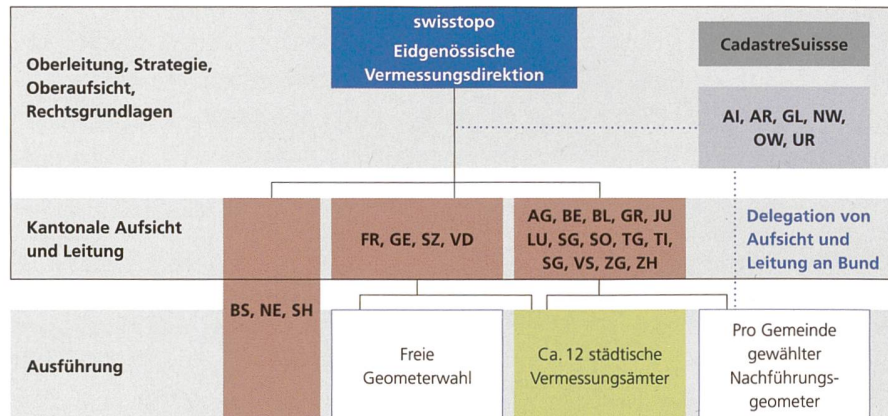 swisstopo
Eidgenössische
Vermessungsdirektion
CadastreSuissse
Oberleitung, Strategie,
Oberaufsicht,
Rechtsgrundlagen
AI, AR, GL, NW,
OW, UR
Kantonale Aufsicht
und Leitung
FR, GE, SZ, VD
AG, BE, BL, GR, JU
LU, SG, SO, TG, TI,
SG, VS, ZG, ZH
Delegation von
Aufsicht und
Leitung an Bund
BS, NE, SH
Ausführung
Freie
Geometerwahl
Ca. 12 städtische
Vermessungsämter
Pro Gemeinde
gewählter
Nachführungs-
geometer